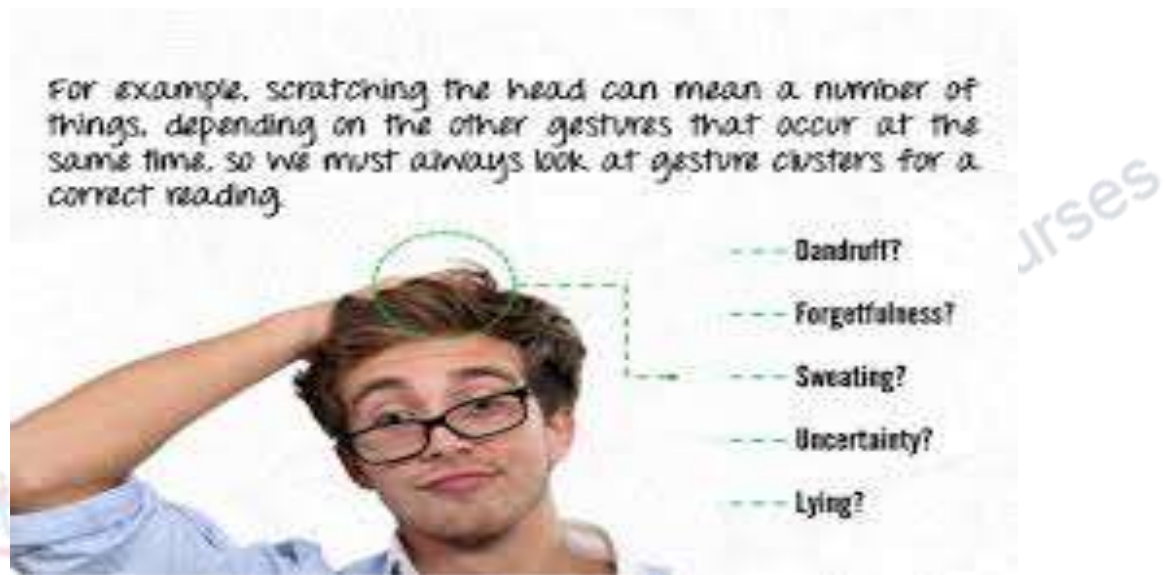 For example, scratching the head can mean a number of
things, depending on the other gestures that occur at the
same time, so we must always look at gesture clusters for a
correct reading.
Dandruff?
Forgetfulness?
Sweating?
Uncertainty?
Lying?